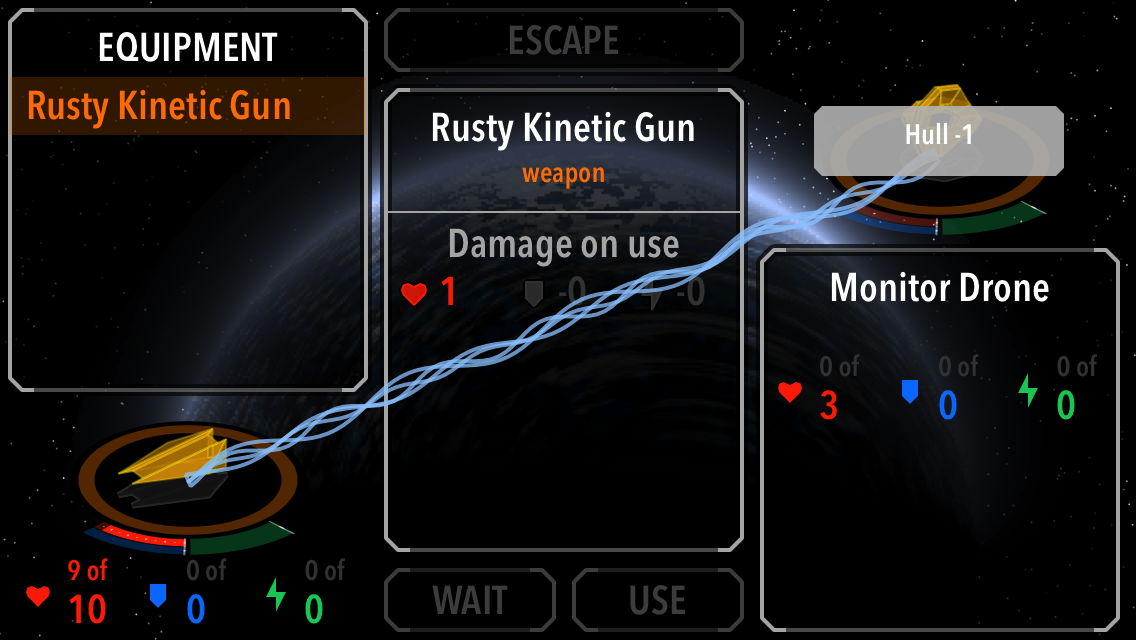 EQUIPMENT
Rusty Kinetic Gun
ESCAPE
Rusty Kinetic Gun
weapon
Damage on use
1 -0 -0
Hull -1
Monitor Drone
0 of 0 of 0 of
3 0 0
9 of 0 of 0 of
10 0 0
WAIT
USE